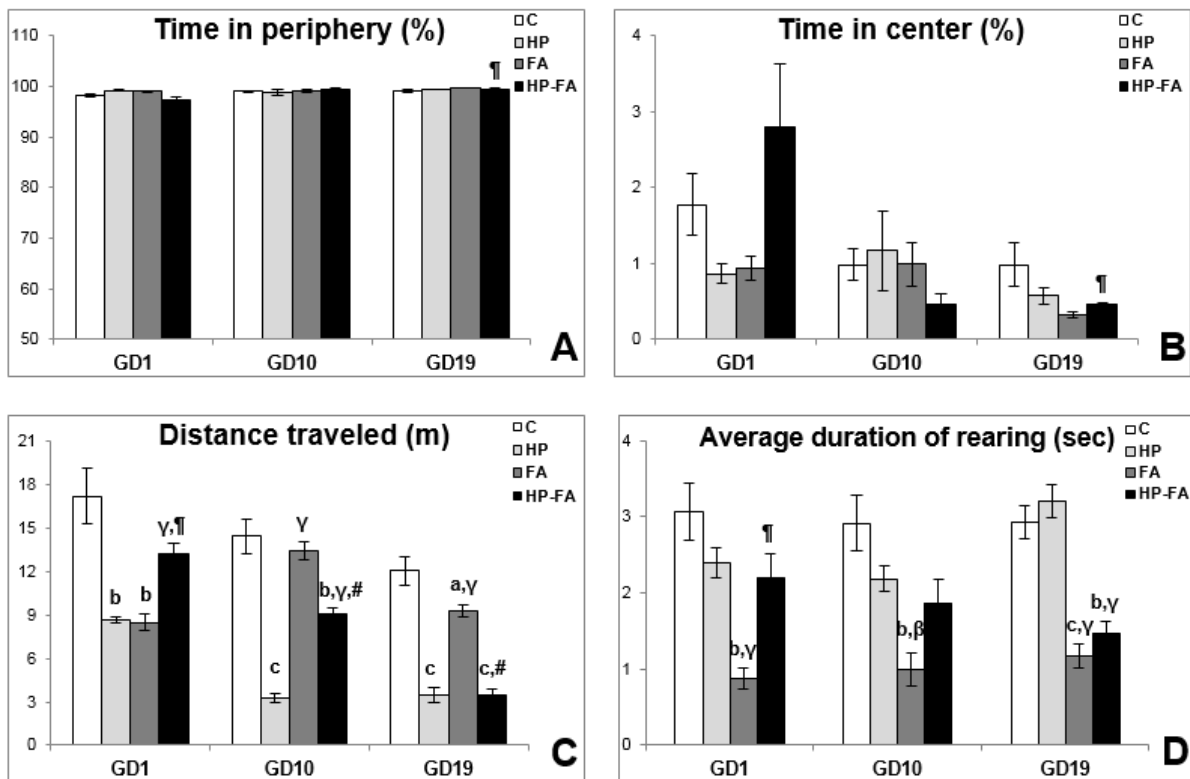 Time in periphery (%)
C
HP
FA
HP-FA
110
100
90
80
70
60
50
¶
GD1 GD10 GD19
A
Time in center (%)
C
HP
FA
HP-FA
4
3
2
1
0
¶
GD1 GD10 GD19
B
Distance traveled (m)
C
HP
FA
HP-FA
21
18
15
12
9
6
3
0
b b γ,¶
c γ b,γ,#
c a,γ c,#
GD1 GD10 GD19
C
Average duration of rearing (sec)
C
HP
FA
HP-FA
4
3
2
1
0
b,γ ¶
b,β
c,γ b,γ
GD1 GD10 GD19
D